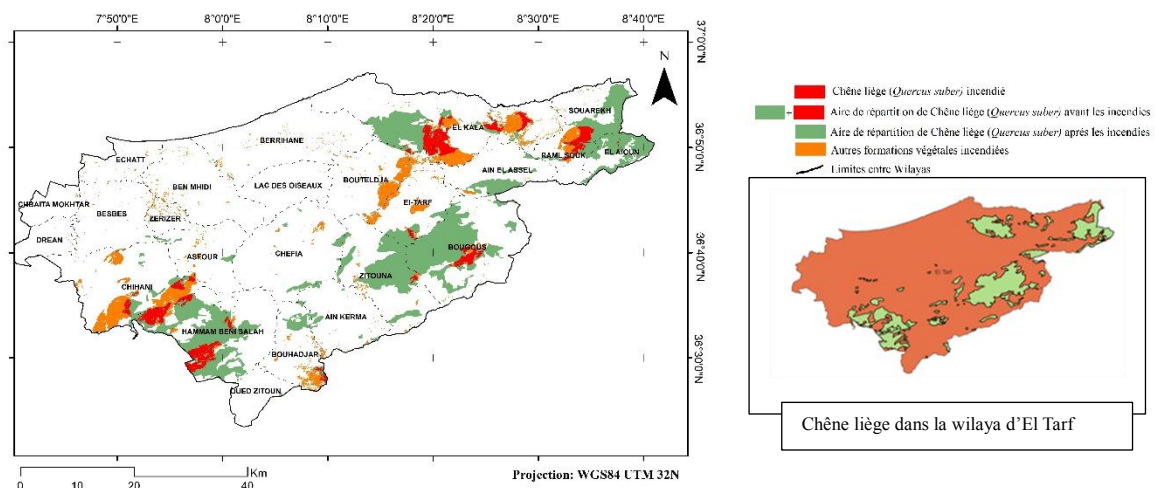 7°50'0"E 8°0'0"E 8°10'0"E 8°20'0"E 8°30'0"E 8°40'0"E
37°0'0"N
N
SOUAREKH
EL KALA
BERRIHANE
36°50'0"N
RAML SOUK
EL AIOUN
ECHATT
AIN EL ASSEL
BEN MHIDI
LAC DES OISEAUX
BOUTELDJA
CHBAITA MOKHTAR
El-TARF
BESBES
ZERIZER
DREAN
BOUGOUS
ASFOUR
CHEFIA
36°40'0"N
ZITOUNA
CHIHANI
AIN KERMA
HAMMAM BENI SALAH
BOUHADJAR
36°30'0"N
OUED ZITOUN
Km
0 10 20 40
Projection: WGS84 UTM 32N
Chêne liège (Quercus suber) incendié
Aire de répartition de Chêne liège (Quercus suber) avant les incendies
Aire de répartition de Chêne liège (Quercus suber) après les incendies
Autres formations végétales incendiées
Limites entre Wilayas
El Tarf
Chêne liège dans la wilaya d'El Tarf